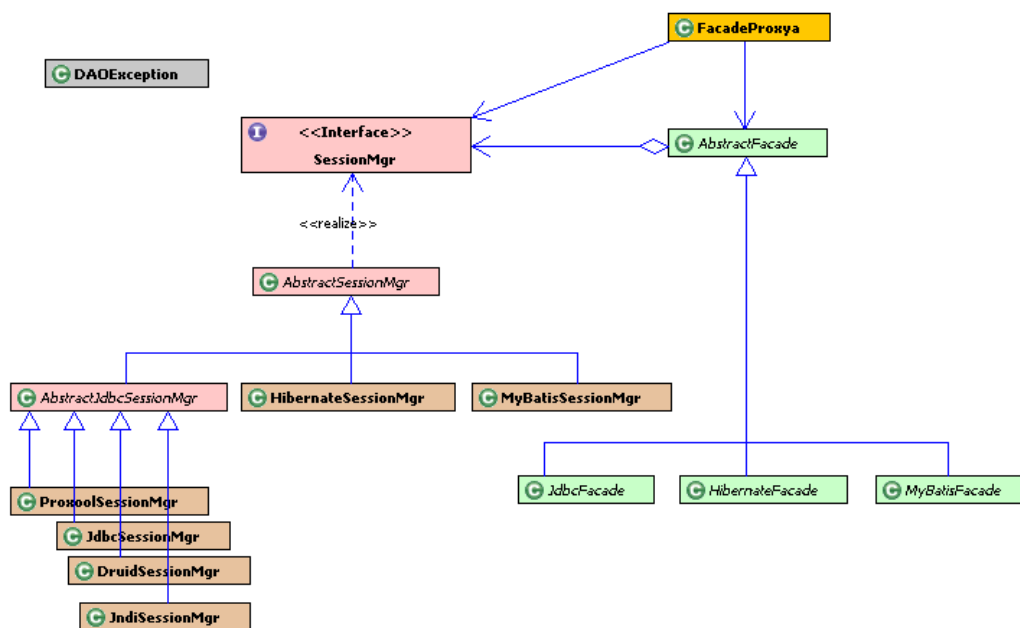 FacadeProxya
DAOException
<<Interface>>
SessionMgr
AbstractFacade
<<realize>>
AbstractSessionMgr
AbstractJdbcSessionMgr
HibernateSessionMgr
MyBatisSessionMgr
ProxoolSessionMgr
JdbcFacade
HibernateFacade
MyBatisFacade
JdbcSessionMgr
DruidSessionMgr
JndiSessionMgr